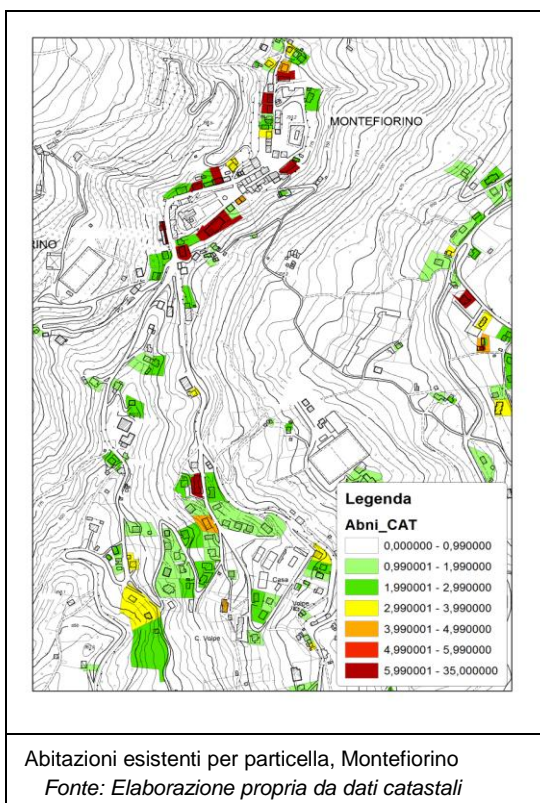 MONTEFIORINO
RINO
Casa
Volpe
C. Volpe
Legenda
Abni_CAT
0,000000 - 0,990000
0,990001 - 1,990000
1,990001 - 2,990000
2,990001 - 3,990000
3,990001 - 4,990000
4,990001 - 5,990000
5,990001 - 35,000000
Abitazioni esistenti per particella, Montefiorino
Fonte: Elaborazione propria da dati catastali